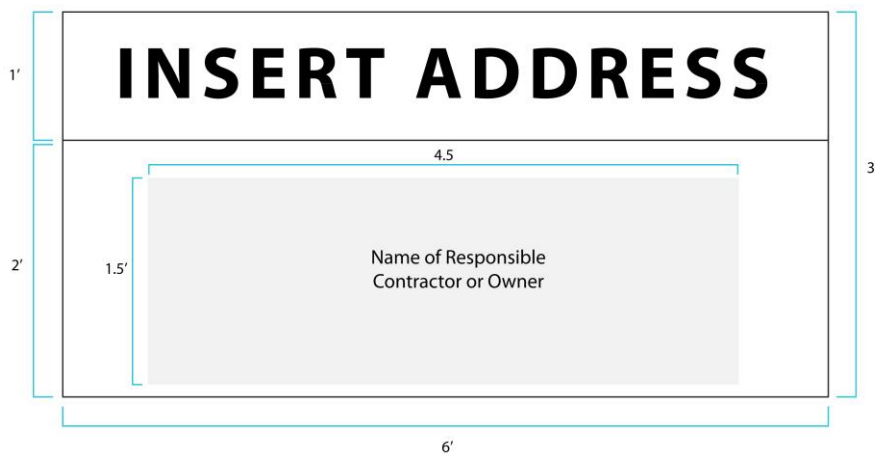 INSERT ADDRESS
1′
4.5
3
Name of Responsible
Contractor or Owner
2′
1.5′
6′